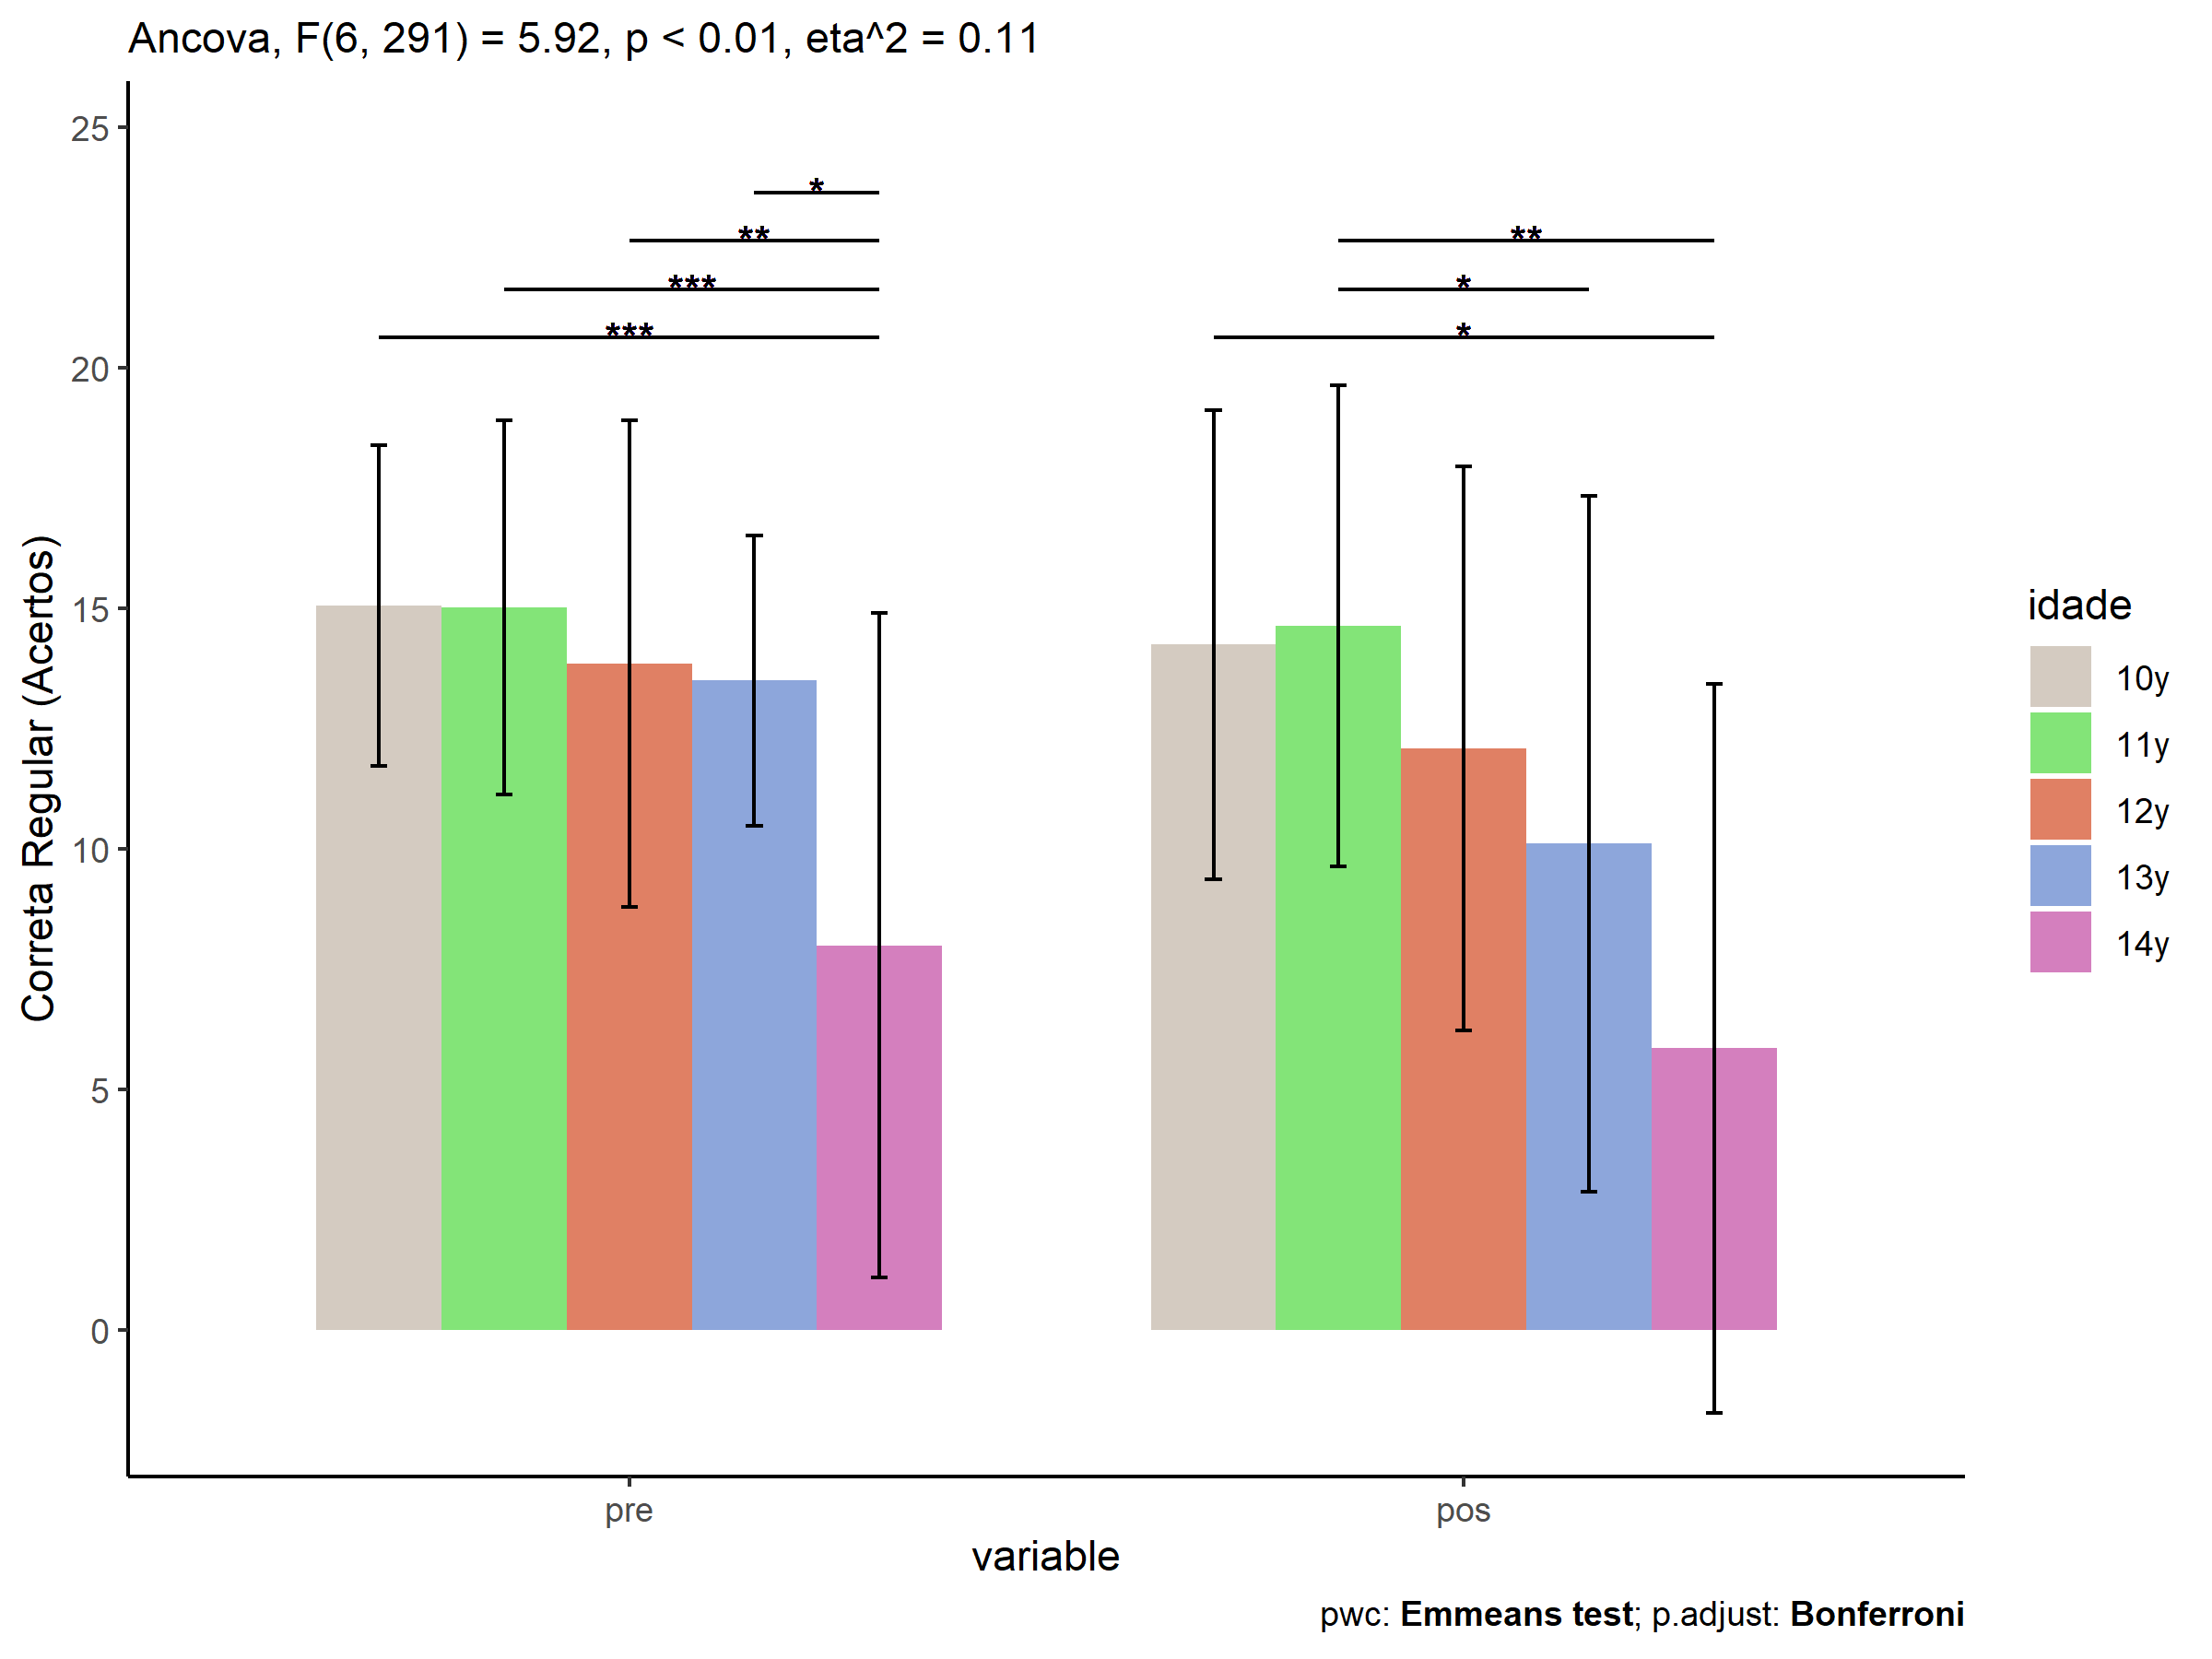 Ancova, F(6, 291) = 5.92, p < 0.01, eta^2 = 0.11
Correta Regular (Acertos)
25
20
15
10
5
0
*
**
***
***
**
*
*
pre
pos
variable
idade
10y
11y
12y
13y
14y
pwc: Emmeans test; p.adjust: Bonferroni